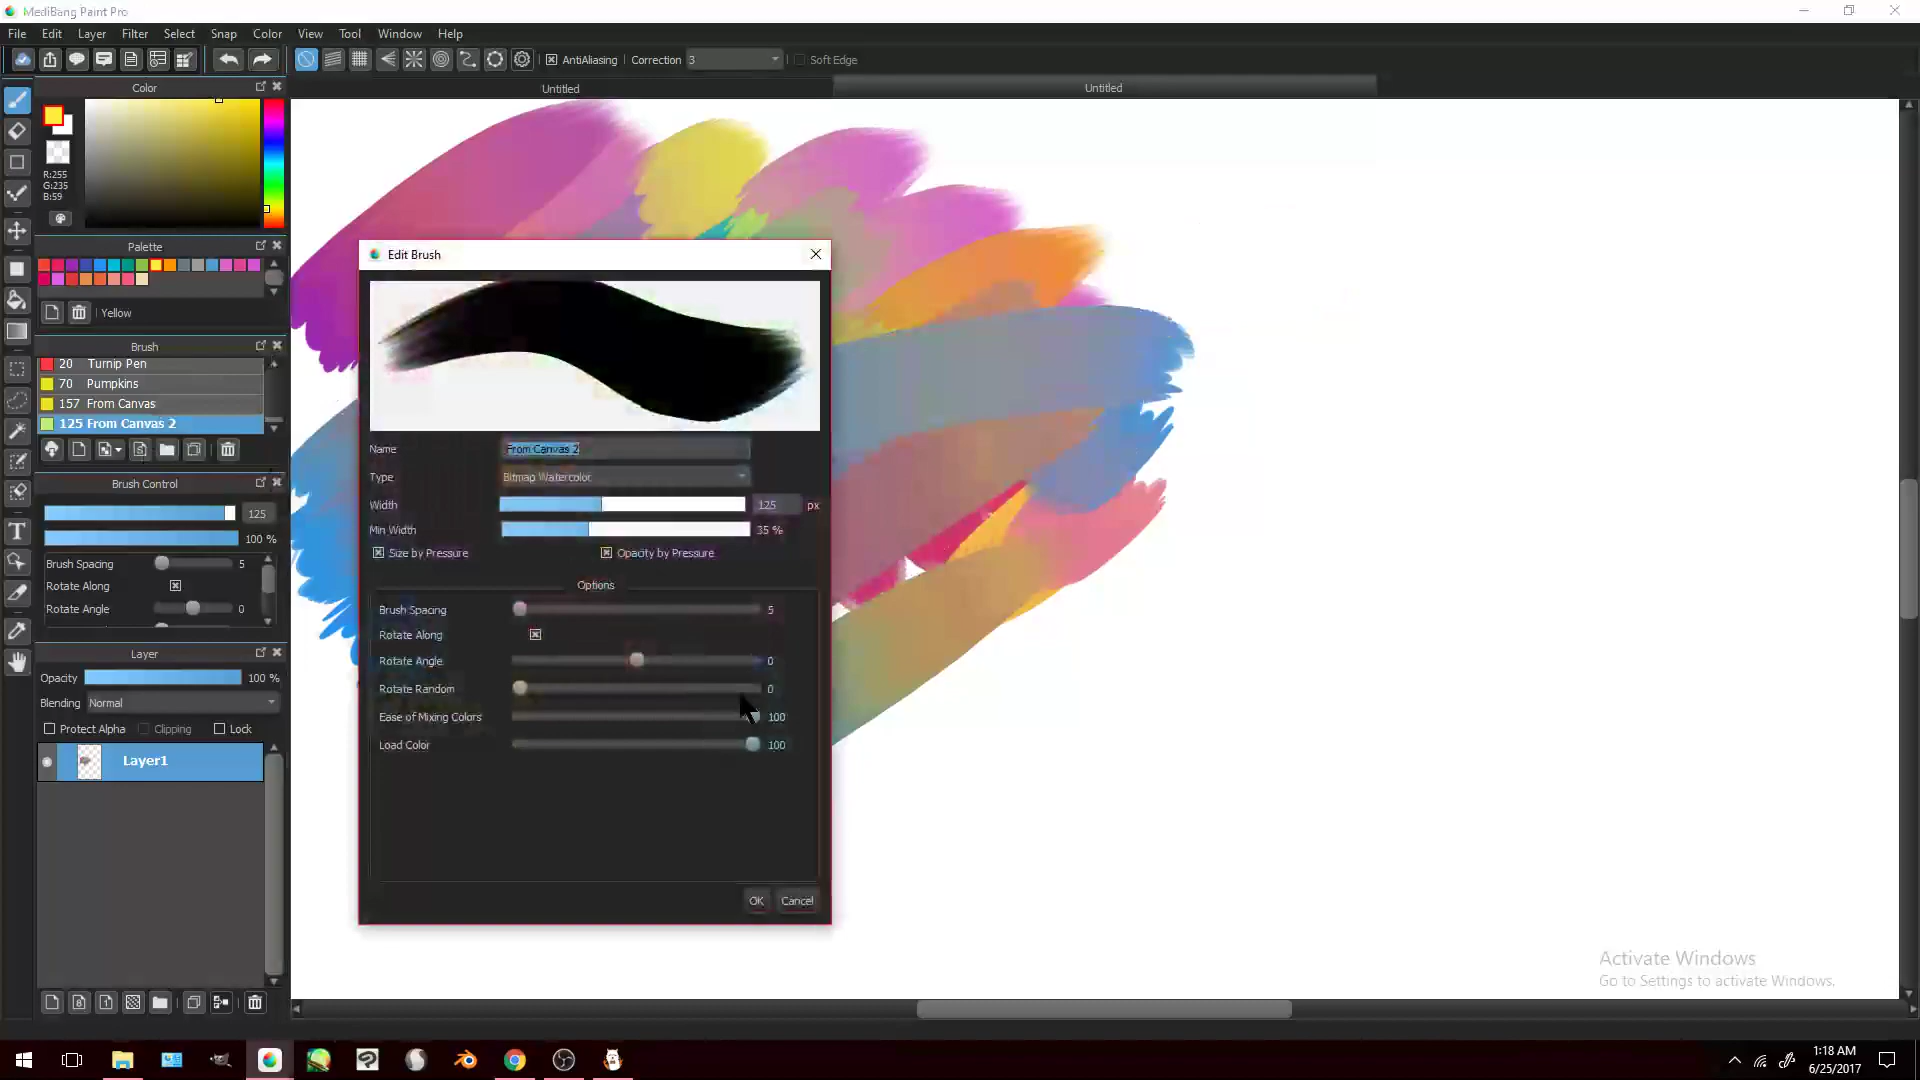 MediBang Paint Pro
File Edit Layer Filter Select Snap Color View Tool Window Help
AntiAliasing Correction 3 Soft Edge
Color
Untitled Untitled
R:255
G:235
B:59
Palette
Yellow
Brush
20 Turnip Pen
70 Pumpkins
157 From Canvas
125 From Canvas 2
Brush Control
125
100 %
Brush Spacing 5
Rotate Along
Rotate Angle 0
Layer
Opacity 100 %
Blending Normal
Protect Alpha Clipping Lock
Layer1
Edit Brush
Name From Canvas 2
Type Bitmap Watercolor
Width 125 px
Min Width 35 %
Size by Pressure Opacity by Pressure
Options
Brush Spacing 5
Rotate Along
Rotate Angle 0
Rotate Random 0
Ease of Mixing Colors 100
Load Color 100
OK Cancel
Activate Windows
Go to Settings to activate Windows.
1:18 AM
6/25/2017